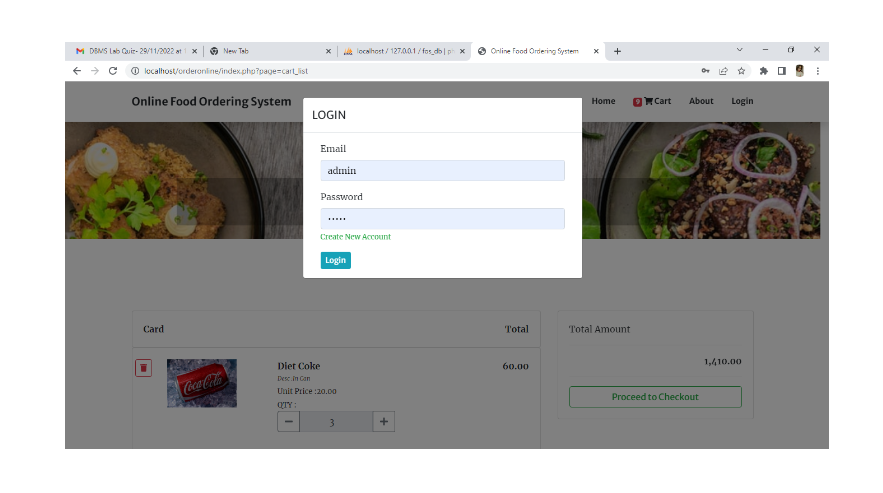 DBMS Lab Quiz- 29/11/2022 at
New Tab
localhost / 127.0.0.1 / fos_db | pr
Online Food Ordering System
localhost/orderonline/index.php?page=cart_list
Online Food Ordering System
Home
9 Cart
About
Login
LOGIN
Email
admin
Password
•••••
Create New Account
Login
Card
Total
Diet Coke
Desc :In Can
Unit Price :20.00
QTY :
− 3 +
60.00
Coca-Cola
Total Amount
1,410.00
Proceed to Checkout